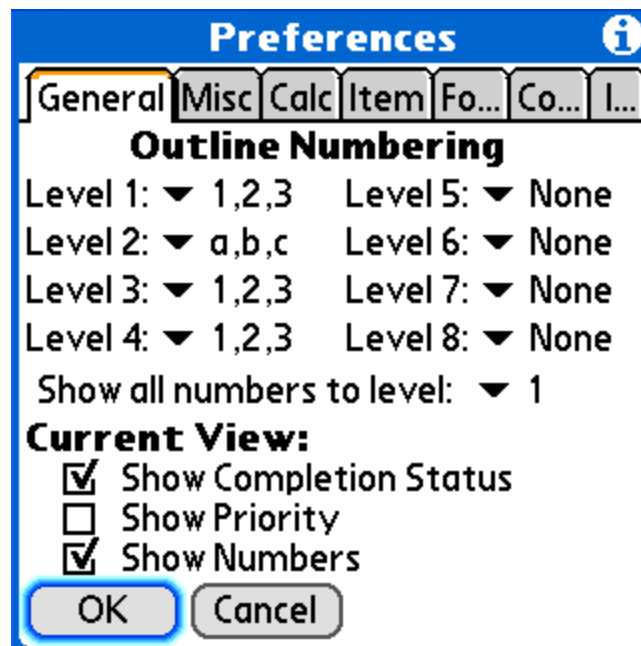 Preferences
General Misc Calc Item Fo... Co... I...
Outline Numbering
Level 1: 1,2,3 Level 5: None
Level 2: a,b,c Level 6: None
Level 3: 1,2,3 Level 7: None
Level 4: 1,2,3 Level 8: None
Show all numbers to level: 1
Current View:
Show Completion Status
Show Priority
Show Numbers
OK Cancel